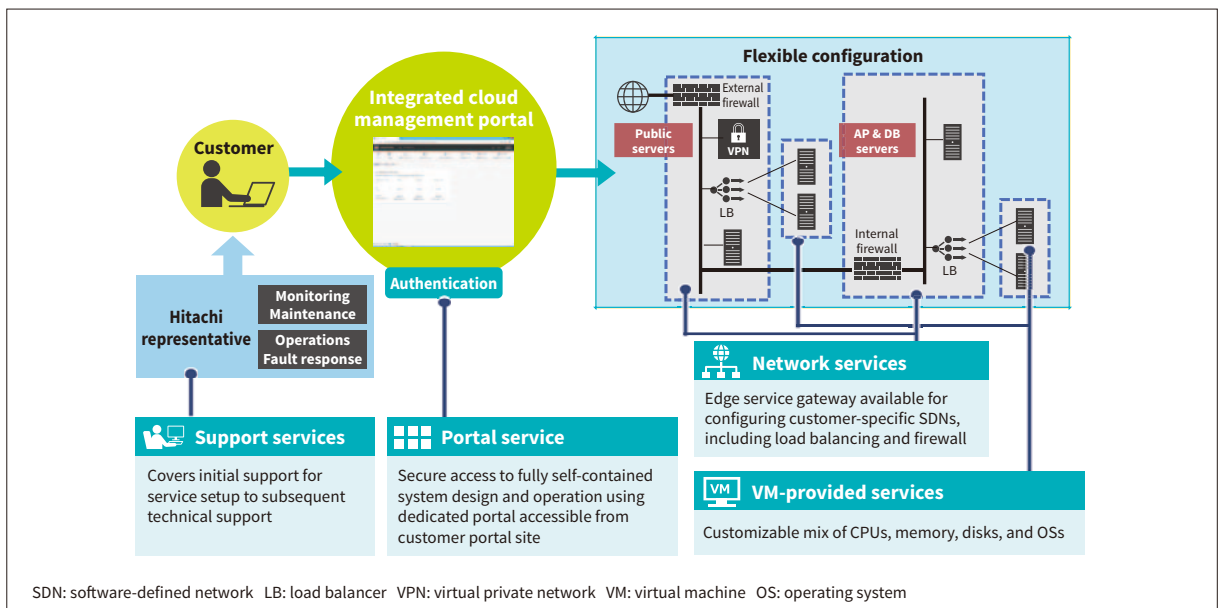 Flexible configuration
Integrated cloud
management portal
Customer
External
firewall
Public
servers
VPN
AP & DB
servers
LB
Internal
firewall
LB
Authentication
Hitachi
representative
Monitoring
Maintenance
Operations
Fault response
Network services
Edge service gateway available for
configuring customer-specific SDNs,
including load balancing and firewall
Support services
Covers initial support for
service setup to subsequent
technical support
Portal service
Secure access to fully self-contained
system design and operation using
dedicated portal accessible from
customer portal site
VM
VM-provided services
Customizable mix of CPUs, memory, disks, and OSs
SDN: software-defined network LB: load balancer VPN: virtual private network VM: virtual machine OS: operating system